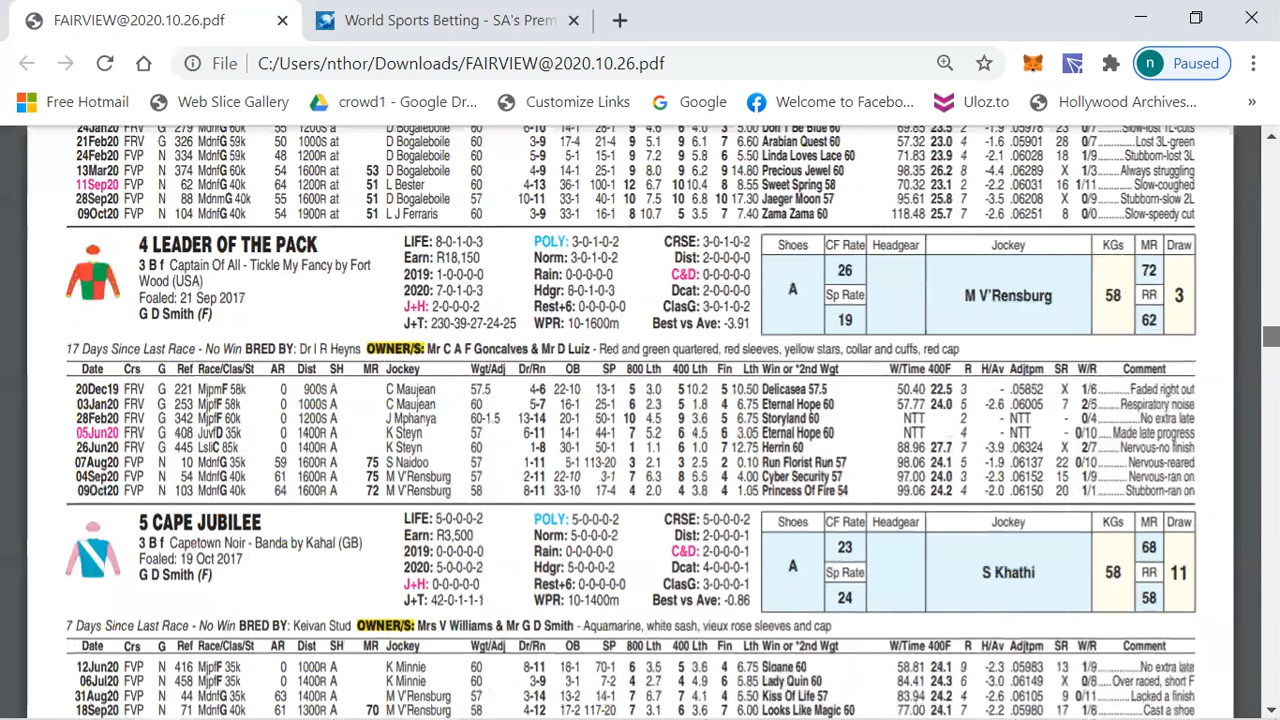 FAIRVIEW@2020.10.26.pdf
World Sports Betting - SA's Prem
File C:/Users/nthor/Downloads/FAIRVIEW@2020.10.26.pdf n Paused
Free Hotmail Web Slice Gallery crowd1 - Google Dr... Customize Links Google Welcome to Facec... Uloz.to Hollywood Archives... »
24Jan20 FRV G 279 MdnfG 60k 55 1200S at D Bogaleboile 60 6-10 14-1 28-1 9 4.6 6 4.0 3 5.00 Don't Be Blue 60 69.85 23.5 2 -1.9 .05978 23 0/7 Slow-lost 1L-cuts
21Feb20 FRV G 326 MdnfG 59k 50 1000S at D Bogaleboile 60 3-9 17-4 21-4 9 5.1 9 6.1 7 6.60 Arabian Quest 60 57.32 23.0 4 -1.6 .05901 28 0/7 Lost 3L-green
24Feb20 FVP N 334 MdnfG 57k 48 1200P at D Bogaleboile 60 5-9 5-1 15-1 9 7.2 9 5.8 6 5.50 Linda Loves Lace 60 71.83 23.9 4 -2.1 .06028 18 1/9 Stubborn-lost 3L
13Mar20 FVP N 374 MdnfG 60k 54 1600R at 53 D Bogaleboile 60 4-9 14-1 25-1 9 8.0 9 6.2 9 14.80 Precious Jewel 60 98.35 26.2 8 -4.4 .06289 X 1/3 Always struggling
11Sep20 FVP N 62 MdnfG 40k 64 1200P at 51 L Bester 60 4-13 36-1 100-1 12 6.7 10 10.4 8 8.55 Sweet Spring 58 70.32 23.1 2 -2.2 .06031 16 1/11 Slow-coughed
28Sep20 FVP N 88 MdnmG 40k 55 1600R at 51 D Bogaleboile 57 10-11 33-1 40-1 10 7.5 10 6.8 10 17.30 Jaeger Moon 57 95.61 25.8 7 -3.5 .06208 X 0/9 Stubborn-slow 2L
09Oct20 FVP N 104 MdnfG 40k 54 1900R at 51 L J Ferraris 60 3-9 33-1 16-1 8 10.7 5 3.5 7 7.40 Zama Zama 60 118.48 25.7 7 -2.6 .06251 8 0/0 Slow-speedy cut
4 LEADER OF THE PACK
3 B f Captain Of All - Tickle My Fancy by Fort
Wood (USA)
Foaled: 21 Sep 2017
G D Smith (F)
LIFE: 8-0-1-0-3 POLY: 3-0-1-0-2 CRSE: 3-0-1-0-2
Earn: R18,150 Norm: 3-0-1-0-2 Dist: 2-0-0-0-0
2019: 1-0-0-0-0 Rain: 0-0-0-0-0 C&D: 0-0-0-0-0
2020: 7-0-1-0-3 Hdgr: 8-0-1-0-3 Dcat: 2-0-0-0-0
J+H: 2-0-0-0-2 Rest+6: 0-0-0-0-0 ClasG: 3-0-1-0-2
J+T: 230-39-27-24-25 WPR: 10-1600m Best vs Ave: -3.91
Shoes CF Rate Headgear Jockey KGs MR Draw
A 26 M V'Rensburg 58 72 3
Sp Rate RR
19 62
17 Days Since Last Race - No Win BRED BY: Dr I R Heyns OWNER/S: Mr C A F Goncalves & Mr D Luiz - Red and green quartered, red sleeves, yellow stars, collar and cuffs, red cap
Date Crs G Ref Race/Clas/St AR Dist SH MR Jockey Wgt/Adj Dr/Rn OB SP 800 Lth 400 Lth Fin Lth Win or *2nd Wgt W/Time 400F R H/Av Adjtpm SR W/R Comment
20Dec19 FRV G 221 MjpmF 58k 0 900S A C Maujean 57.5 4-6 22-10 13-1 5 3.0 5 10.2 5 10.50 Delicasea 57.5 50.40 22.5 3 - .05852 X 1/6 Faded right out
03Jan20 FRV G 253 MjpfF 58k 0 1000S A C Maujean 60 5-7 16-1 25-1 6 2.3 5 1.8 4 6.75 Eternal Hope 60 57.77 24.0 5 -2.6 .06005 7 2/5 Respiratory noise
28Feb20 FRV G 342 MjpfF 60k 0 1200S A J Mphanya 60-1.5 13-14 20-1 50-1 10 4.5 9 3.6 5 6.75 Storyland 60 NTT NTT 2 - NTT - 0/4 No extra late
05Jun20 FRV G 408 JuvfD 35k 0 1400R A K Steyn 57 6-11 14-1 44-1 7 5.2 6 4.5 6 3.05 Eternal Hope 60 NTT NTT 4 - NTT - 0/10 Made late progress
26Jun20 FRV G 445 LsliC 85k 0 1400R A K Steyn 60 1-8 30-1 50-1 1 1.1 6 1.0 7 12.75 Herrin 60 88.96 27.7 7 -3.9 .06324 X 2/7 Nervous-no finish
07Aug20 FVP N 10 MdnfG 35k 59 1600R A 75 S Naidoo 57 1-11 5-1 113-20 3 2.1 3 2.5 2 0.10 Run Florist Run 57 98.06 24.1 5 -1.9 .06137 22 0/10 Nervous-reared
04Sep20 FVP N 54 MdnfG 40k 61 1600R A 75 M V'Rensburg 57 2-11 22-10 3-1 7 6.3 8 5.5 4 4.00 Cyber Security 57 97.00 24.0 3 -2.3 .06152 15 1/9 Nervous-ran on
09Oct20 FVP N 103 MdnfG 40k 64 1600R A 72 M V'Rensburg 58 8-11 33-10 17-4 4 2.0 4 3.8 4 1.05 Princess Of Fire 54 99.06 24.2 4 -2.0 .06150 20 1/1 Stubborn-ran on
5 CAPE JUBILEE
3 B f Capetown Noir - Banda by Kahal (GB)
Foaled: 19 Oct 2017
G D Smith (F)
LIFE: 5-0-0-0-2 POLY: 5-0-0-0-2 CRSE: 5-0-0-0-2
Earn: R3,500 Norm: 5-0-0-0-2 Dist: 2-0-0-0-1
2019: 0-0-0-0-0 Rain: 0-0-0-0-0 C&D: 2-0-0-0-1
2020: 5-0-0-0-2 Hdgr: 5-0-0-0-2 Dcat: 4-0-0-0-1
J+H: 0-0-0-0-0 Rest+6: 0-0-0-0-0 ClasG: 3-0-0-0-1
J+T: 42-0-1-1-1 WPR: 10-1400m Best vs Ave: -0.86
Shoes CF Rate Headgear Jockey KGs MR Draw
A 23 S Khathi 58 68 11
Sp Rate RR
24 58
7 Days Since Last Race - No Win BRED BY: Keivan Stud OWNER/S: Mrs V Williams & Mr G D Smith - Aquamarine, white sash, vieux rose sleeves and cap
Date Crs G Ref Race/Clas/St AR Dist SH MR Jockey Wgt/Adj Dr/Rn OB SP 800 Lth 400 Lth Fin Lth Win or *2nd Wgt W/Time 400F R H/Av Adjtpm SR W/R Comment
12Jun20 FVP N 416 MjpfF 35k 0 1000R A K Minnie 60 8-11 16-1 70-1 6 3.5 5 3.8 4 6.75 Sloane 60 58.81 24.1 9 -2.3 .05983 13 1/9 No extra late
06Jul20 FVP N 458 MjpfF 35k 0 1400R A K Minnie 60 3-9 3-1 7-2 4 2.7 4 4.9 6 6.85 Lady Quin 60 84.41 24.3 6 -3.0 .06149 X 0/8 Over raced, short F
31Aug20 FVP N 44 MdnfG 35k 63 1400R A M V'Rensburg 57 3-14 13-2 14-1 7 6.7 7 4.1 6 4.50 Kiss Of Life 57 83.94 24.2 4 -2.6 .06105 9 0/11 Lacked a finish
18Sep20 FVP N 71 MdnfG 40k 61 1300R A 70 M V'Rensburg 58 4-12 17-2 117-20 6 3.2 6 3.8 7 6.00 Looks Like Magic 60 77.00 24.1 7 -2.6 .05980 17 1/8 Cast a shoe